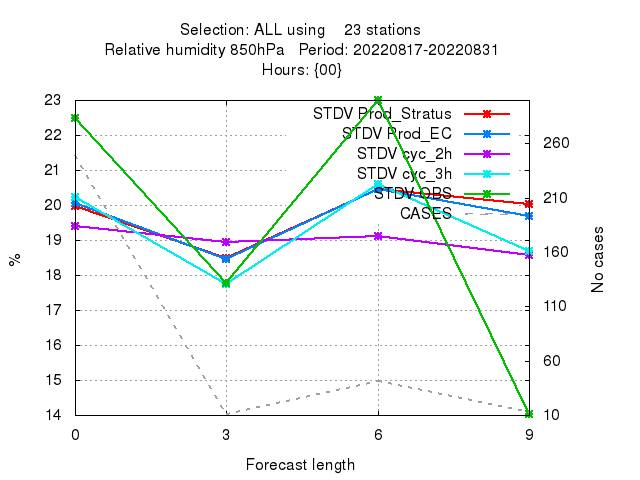 Selection: ALL using 23 stations
Relative humidity 850hPa Period: 20220817-20220831
Hours: {00}
23
22
21
20
19
18
17
16
15
14
STDV Prod_Stratus
STDV Prod_EC
STDV cyc_2h
STDV cyc_3h
STDV OBS
CASES
260
210
160
110
60
10
%
No cases
0 3 6 9
Forecast length